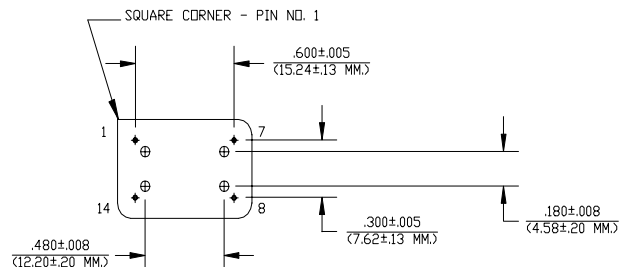 SQUARE CORNER - PIN NO. 1
.600±.005
(15.24±.13 MM.)
1
7
14
8
.480±.008
(12.20±.20 MM.)
.300±.005
(7.62±.13 MM.)
.180±.008
(4.58±.20 MM.)